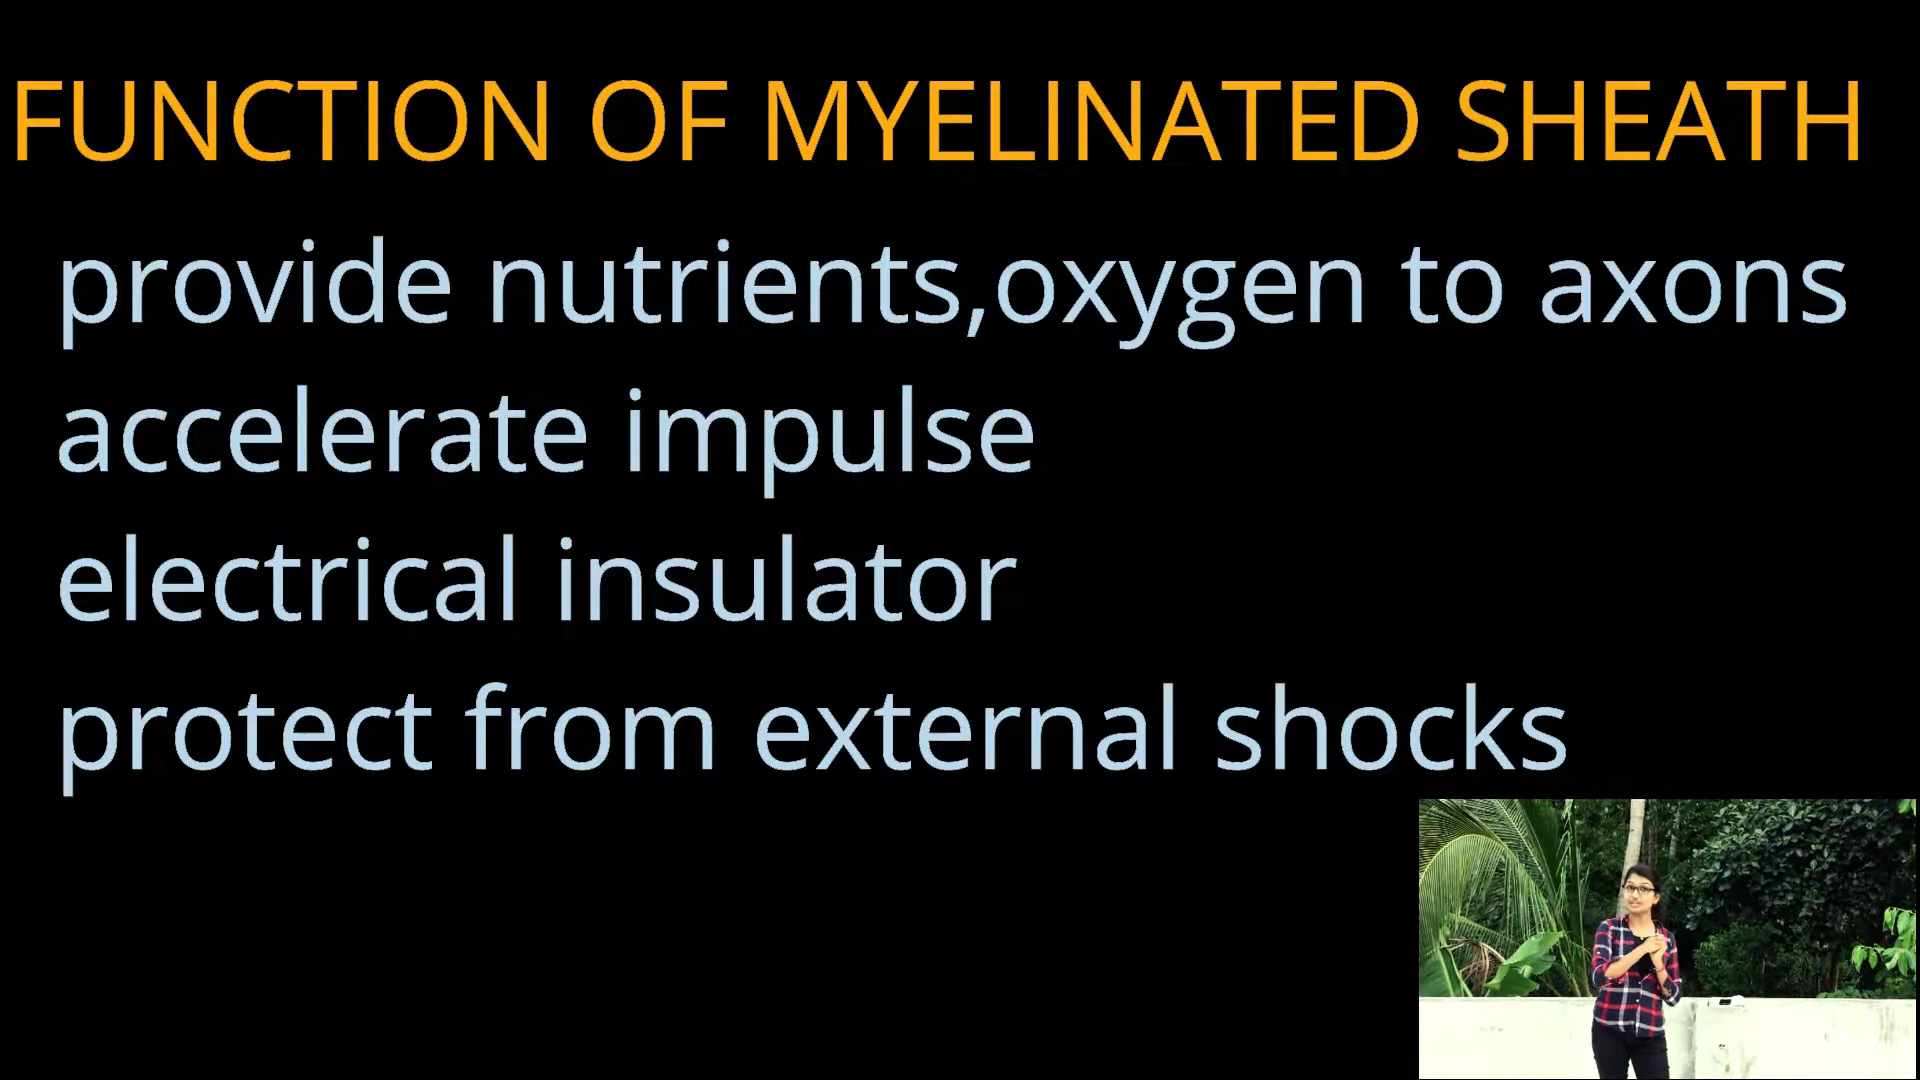 FUNCTION OF MYELINATED SHEATH
provide nutrients,oxygen to axons
accelerate impulse
electrical insulator
protect from external shocks